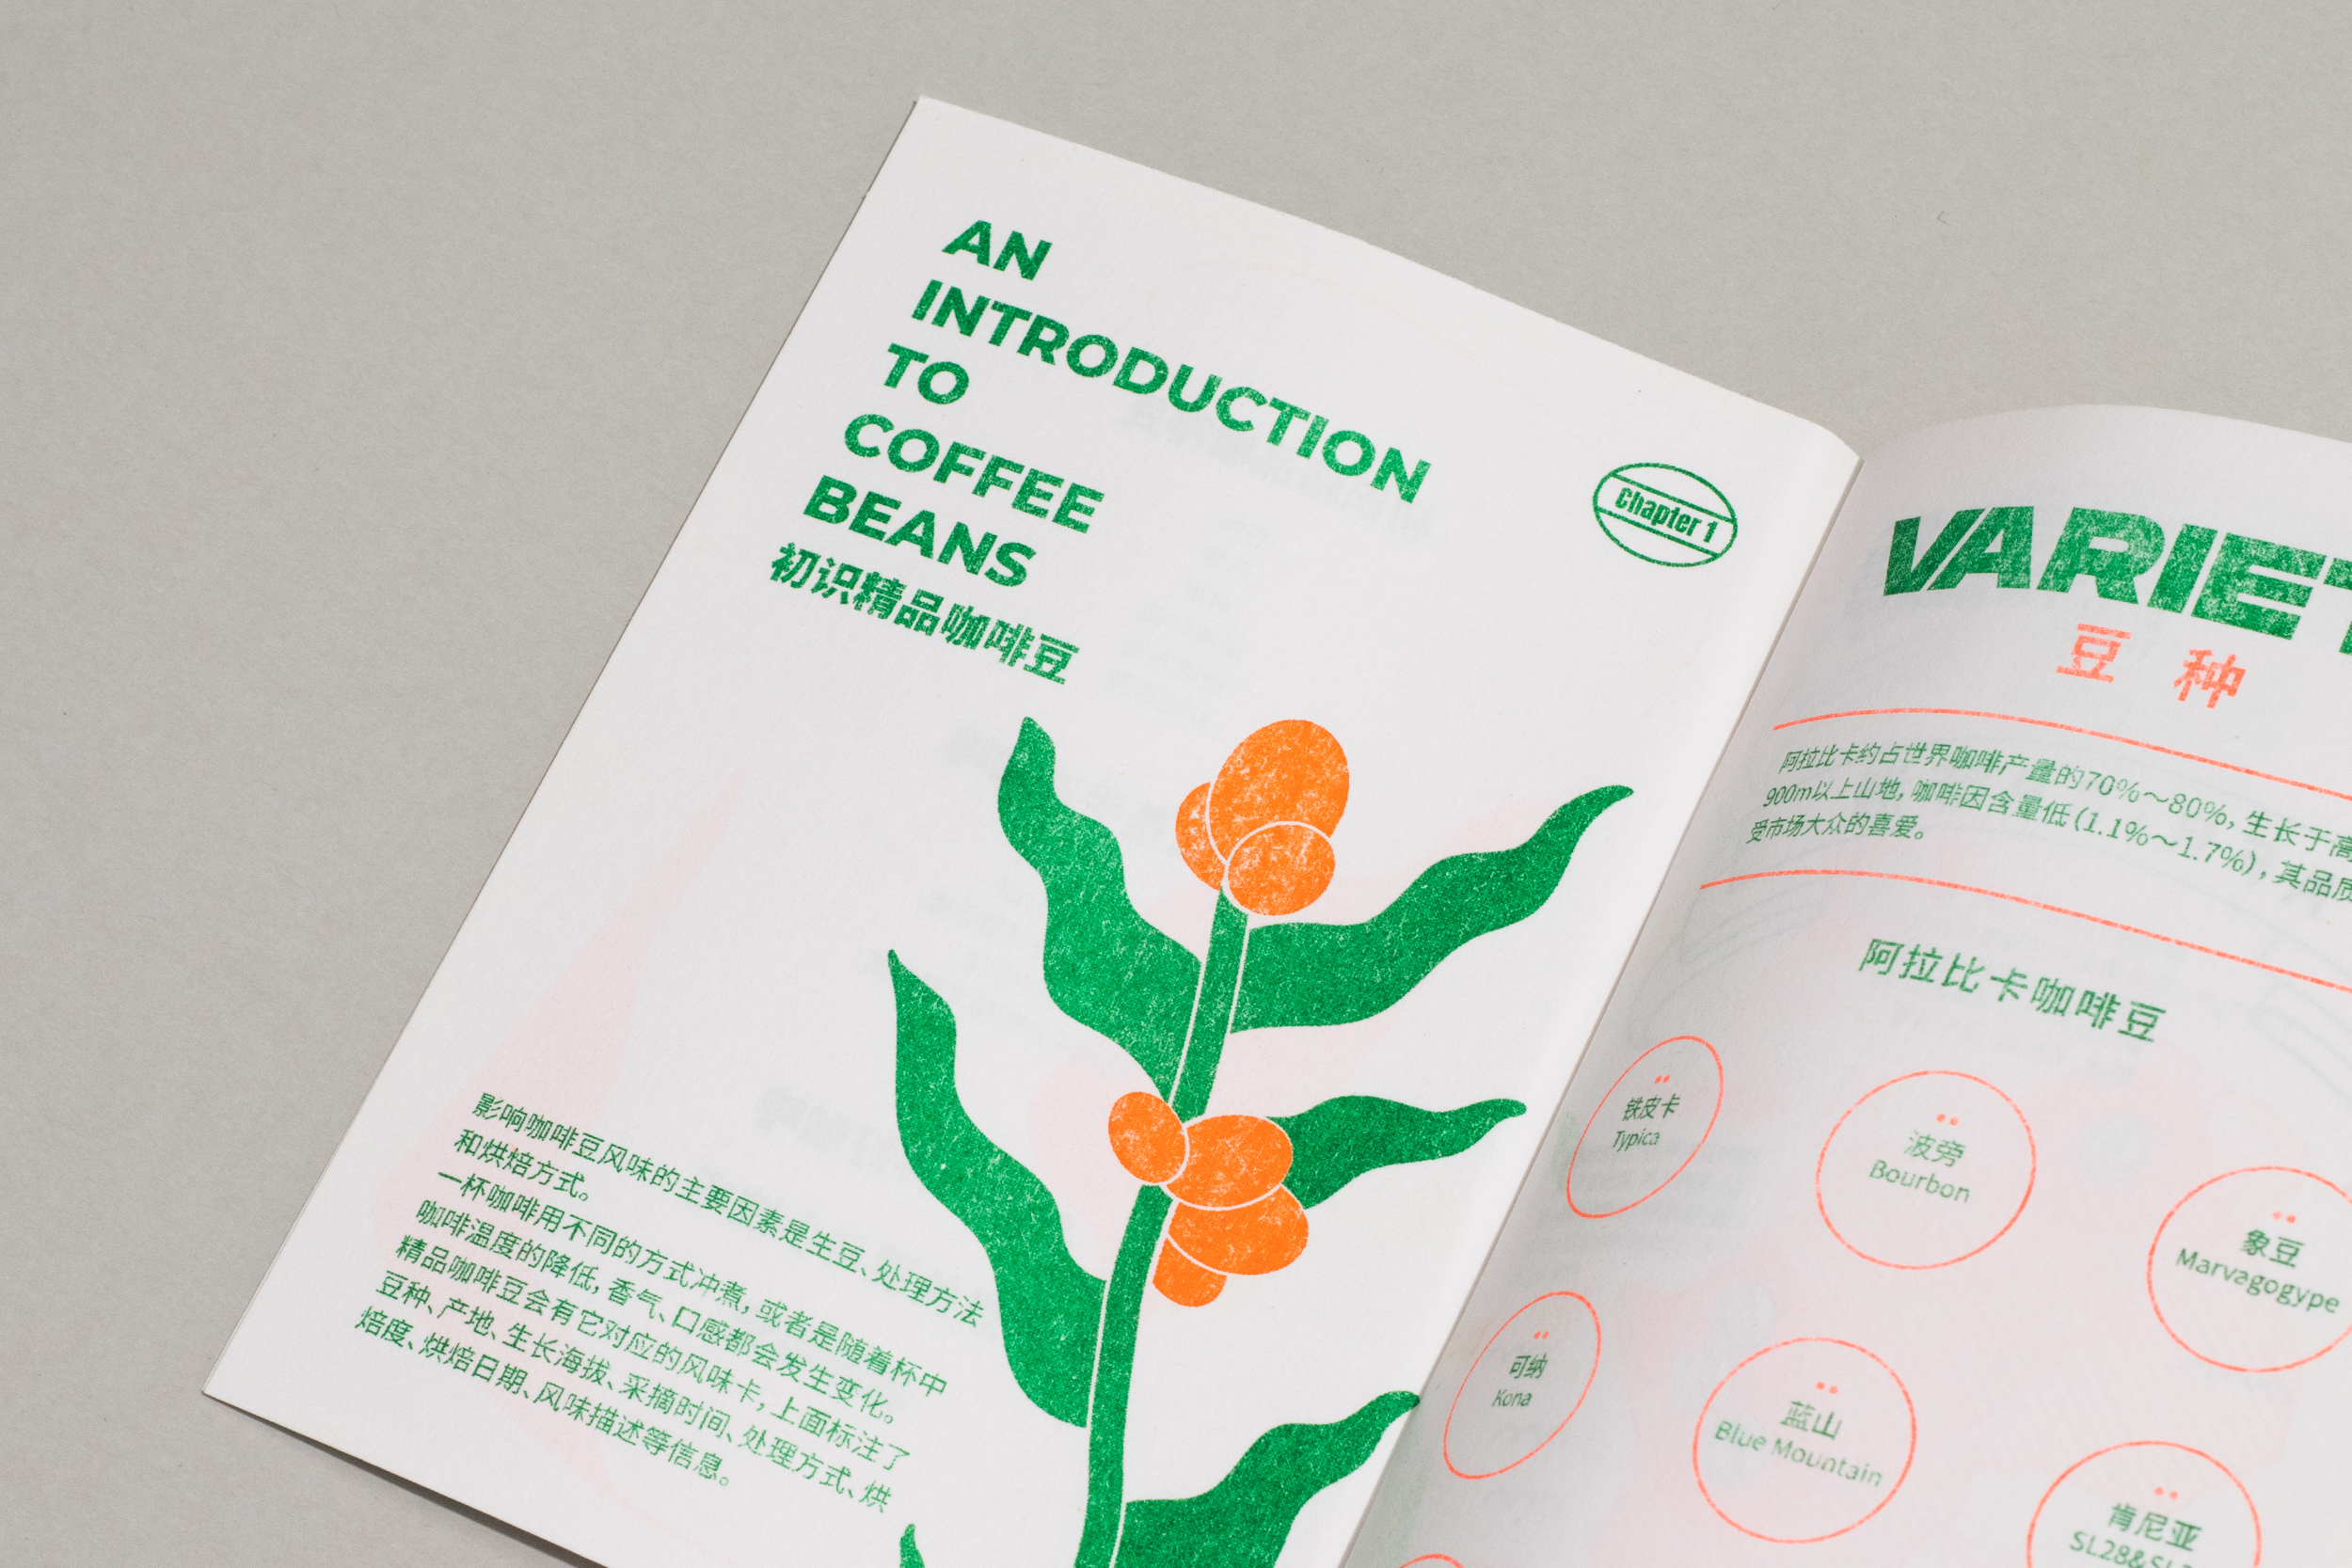 AN
INTRODUCTION
TO
COFFEE
BEANS
初识精品咖啡豆
Chapter 1
影响咖啡豆风味的主要因素是生豆、处理方法
和烘焙方式。
一杯咖啡用不同的方式冲煮，或者是随着杯中
咖啡温度的降低，香气、口感都会发生变化。
精品咖啡豆会有它对应的风味卡，上面标注了
豆种、产地、生长海拔、采摘时间、处理方式、烘
焙度、烘焙日期、风味描述等信息。
VARIET
豆 种
阿拉比卡约占世界咖啡产量的70%～80%，生长于高
900m以上山地，咖啡因含量低（1.1%～1.7%），其品质
受市场大众的喜爱。
阿拉比卡咖啡豆
铁皮卡
Typica
波旁
Bourbon
象豆
Marvagogype
可纳
Kona
蓝山
Blue Mountain
肯尼亚
SL28&SL